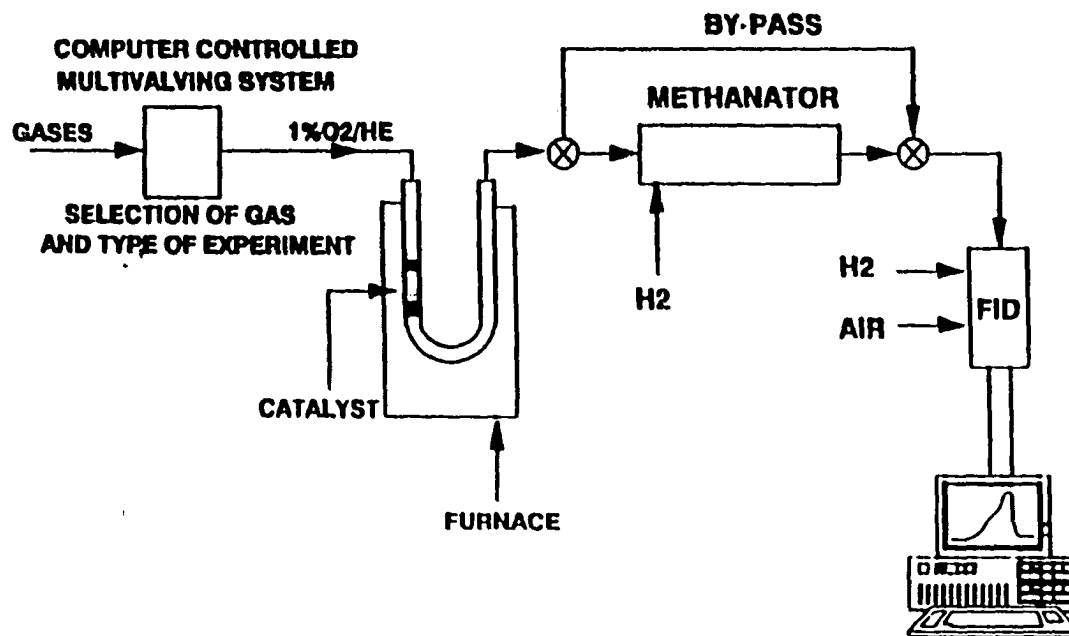 BY-PASS
COMPUTER CONTROLLED
MULTIVALVING SYSTEM
METHANATOR
GASES
1%O2/HE
SELECTION OF GAS
AND TYPE OF EXPERIMENT
H2
H2
FID
AIR
CATALYST
FURNACE